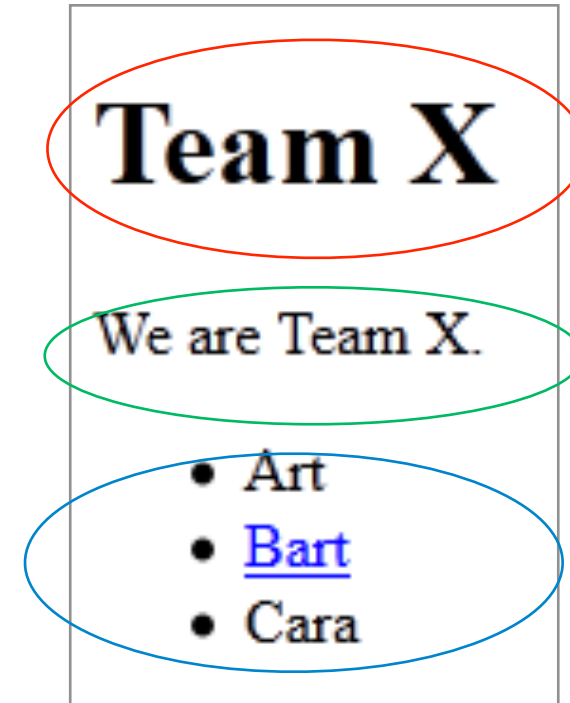 Team X
We are Team X.
• Art
• Bart
• Cara